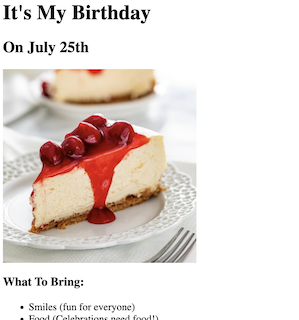 It's My Birthday
On July 25th
What To Bring:
Smiles (fun for everyone)
Food (Celebrations need food!)